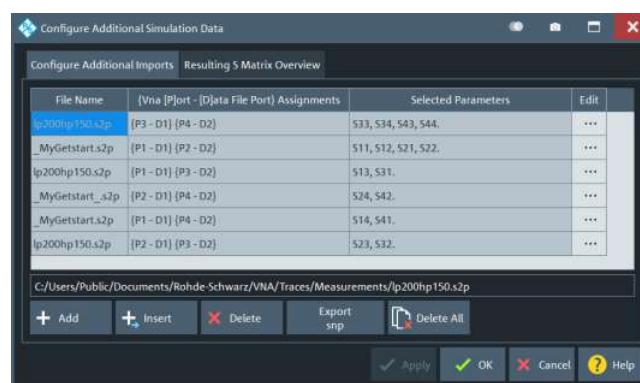 Configure Additional Simulation Data
Configure Additional Imports Resulting S Matrix Overview
File Name {Vna [P]ort - [D]ata File Port} Assignments Selected Parameters Edit
lp200hp150.s2p {P3 - D1} {P4 - D2} S33, S34, S43, S44. ...
_MyGetstart.s2p {P1 - D1} {P2 - D2} S11, S12, S21, S22. ...
lp200hp150.s2p {P1 - D1} {P3 - D2} S13, S31. ...
_MyGetstart_.s2p {P2 - D1} {P4 - D2} S24, S42. ...
_MyGetstart.s2p {P1 - D1} {P4 - D2} S14, S41. ...
lp200hp150.s2p {P2 - D1} {P3 - D2} S23, S32. ...
C:/Users/Public/Documents/Rohde-Schwarz/VNA/Traces/Measurements/lp200hp150.s2p
Add Insert Delete Export snp Delete All
Apply OK Cancel ? Help